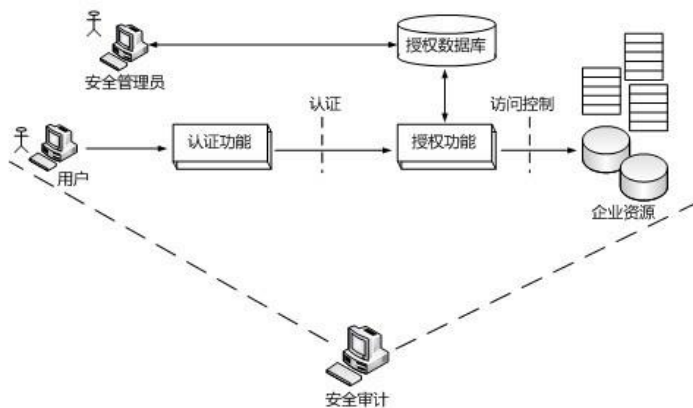 授权数据库
安全管理员
认证
访问控制
认证功能
授权功能
用户
企业资源
安全审计